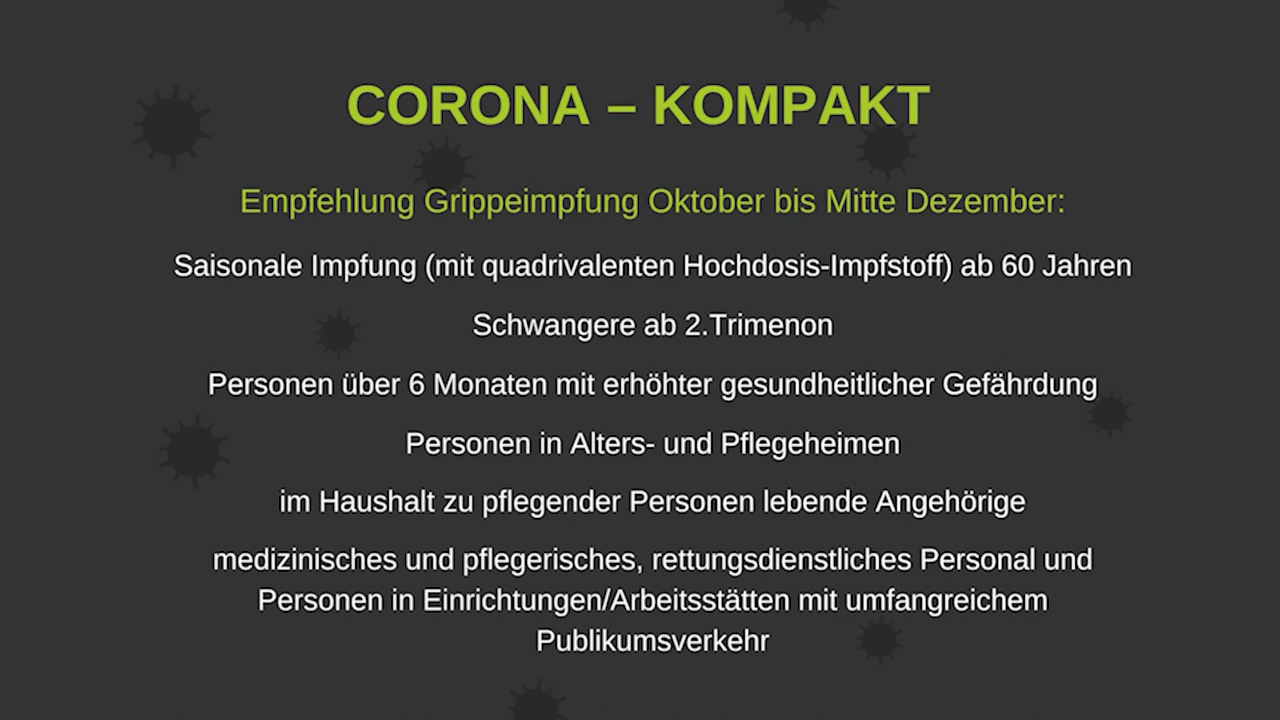 CORONA – KOMPAKT
Empfehlung Grippeimpfung Oktober bis Mitte Dezember:
Saisonale Impfung (mit quadrivalenten Hochdosis-Impfstoff) ab 60 Jahren
Schwangere ab 2.Trimenon
Personen über 6 Monaten mit erhöhter gesundheitlicher Gefährdung
Personen in Alters- und Pflegeheimen
im Haushalt zu pflegender Personen lebende Angehörige
medizinisches und pflegerisches, rettungsdienstliches Personal und
Personen in Einrichtungen/Arbeitsstätten mit umfangreichem
Publikumsverkehr